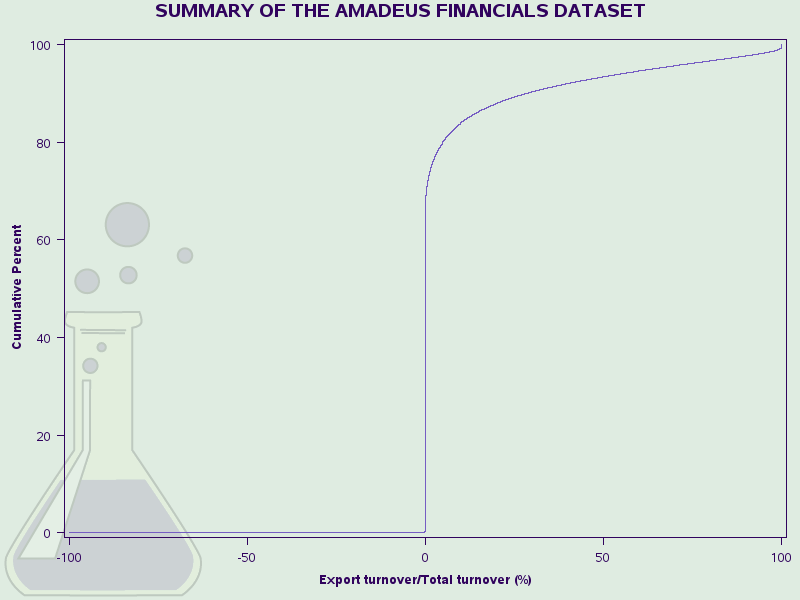 SUMMARY OF THE AMADEUS FINANCIALS DATASET
100
80
60
40
20
0
Cumulative Percent
-100 -50 0 50 100
Export turnover/Total turnover (%)